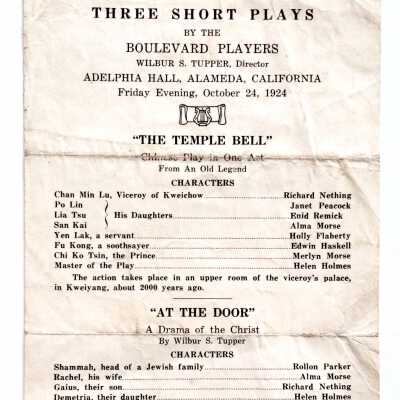 THREE SHORT PLAYS
BY THE
BOULEVARD PLAYERS
WILBUR S. TUPPER, Director
ADELPHIA HALL, ALAMEDA, CALIFORNIA
Friday Evening, October 24, 1924
"THE TEMPLE BELL"
Chinese Play in One Act
From An Old Legend
CHARACTERS
Chan Min Lu, Viceroy of Kweichow Richard Nething
Po Lin Janet Peacock
Lia Tsu His Daughters Enid Remick
San Kai Alma Morse
Yen Lak, a servant Holly Flaherty
Fu Kong, a soothsayer Edwin Haskell
Chi Ko Tsin, the Prince Merlyn Morse
Master of the Play Helen Holmes
The action takes place in an upper room of the viceroy's palace,
in Kweiyang, about 2000 years ago.
"AT THE DOOR"
A Drama of the Christ
By Wilbur S. Tupper
CHARACTERS
Shammah, head of a Jewish family Rollon Parker
Rachel, his wife Alma Morse
Gaius, their son Richard Nething
Demetria, their daughter Helen Holmes